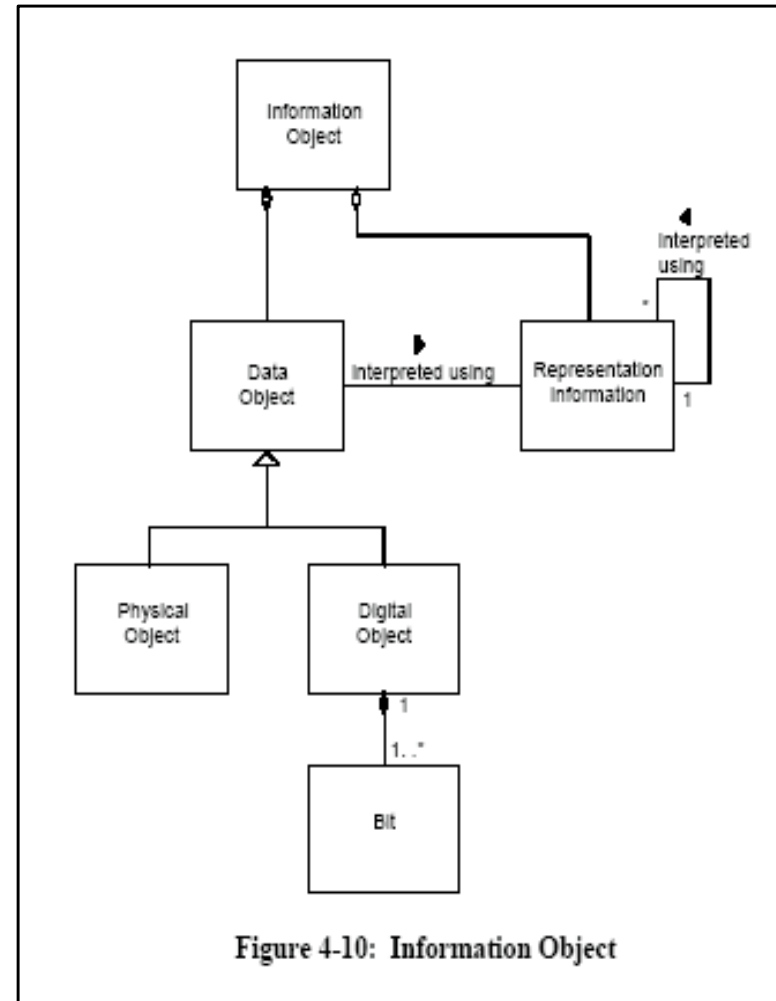 Information
Object
Interpreted
using
*
Data
Object
Interpreted using
Representation
Information
1
Physical
Object
Digital
Object
1
1..*
Bit
Figure 4-10: Information Object